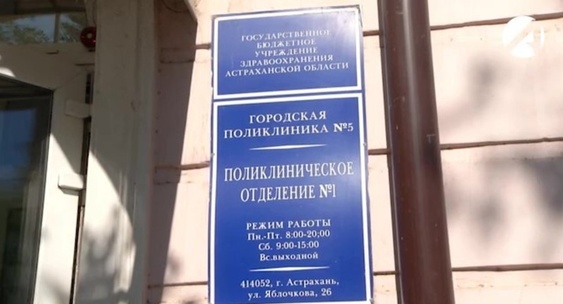 ГОСУДАРСТВЕННОЕ
БЮДЖЕТНОЕ
УЧРЕЖДЕНИЕ
ЗДРАВООХРАНЕНИЯ
АСТРАХАНСКОЙ ОБЛАСТИ
ГОРОДСКАЯ
ПОЛИКЛИНИКА №5
ПОЛИКЛИНИЧЕСКОЕ
ОТДЕЛЕНИЕ №1
РЕЖИМ РАБОТЫ
Пн.-Пт. 8:00-20;00
Сб. 9:00-15:00
Вс.выходной
414052, г. Астрахань,
ул. Яблочкова, 26